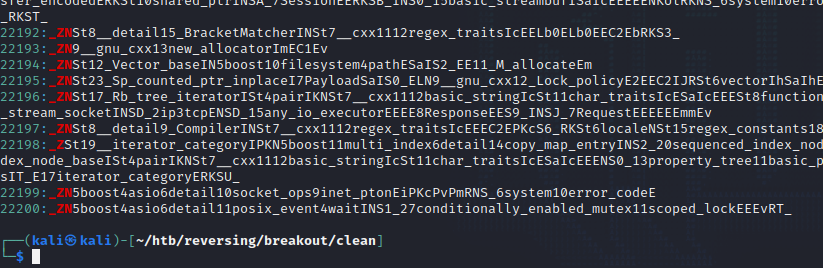 sfer_encodedERKSt10shared_ptrINSA_7SessionEERKSB_INS0_15basic_streambufISaIcEEEEENKUlRKNS_6system10error
_RKST_
22192:_ZNSt8__detail15_BracketMatcherINSt7__cxx1112regex_traitsIcEELb0ELb0EEC2EbRKS3_
22193:_ZN9__gnu_cxx13new_allocatorImEC1Ev
22194:_ZNSt12_Vector_baseIN5boost10filesystem4pathESaIS2_EE11_M_allocateEm
22195:_ZNSt23_Sp_counted_ptr_inplaceI7PayloadSaIS0_ELN9__gnu_cxx12_Lock_policyE2EEC2IJRSt6vectorIhSaIhE
22196:_ZNSt17_Rb_tree_iteratorISt4pairIKNSt7__cxx1112basic_stringIcSt11char_traitsIcESaIcEEESt8function
_stream_socketINSD_2ip3tcpENSD_15any_io_executorEEEE8ResponseEES9_INSJ_7RequestEEEEEEmmEv
22197:_ZNSt8__detail9_CompilerINSt7__cxx1112regex_traitsIcEEEC2EPKcS6_RKSt6localeNSt15regex_constants18
22198:_ZSt19__iterator_categoryIPKN5boost11multi_index6detail14copy_map_entryINS2_20sequenced_index_nod
dex_node_baseISt4pairIKNSt7__cxx1112basic_stringIcSt11char_traitsIcESaIcEEENS0_13property_tree11basic_p
sIT_E17iterator_categoryERKSU_
22199:_ZN5boost4asio6detail10socket_ops9inet_ptonEiPKcPvPmRNS_6system10error_codeE
22200:_ZN5boost4asio6detail11posix_event4waitINS1_27conditionally_enabled_mutex11scoped_lockEEEvRT_
┌──(kali㉿kali)-[~/htb/reversing/breakout/clean]
└─$